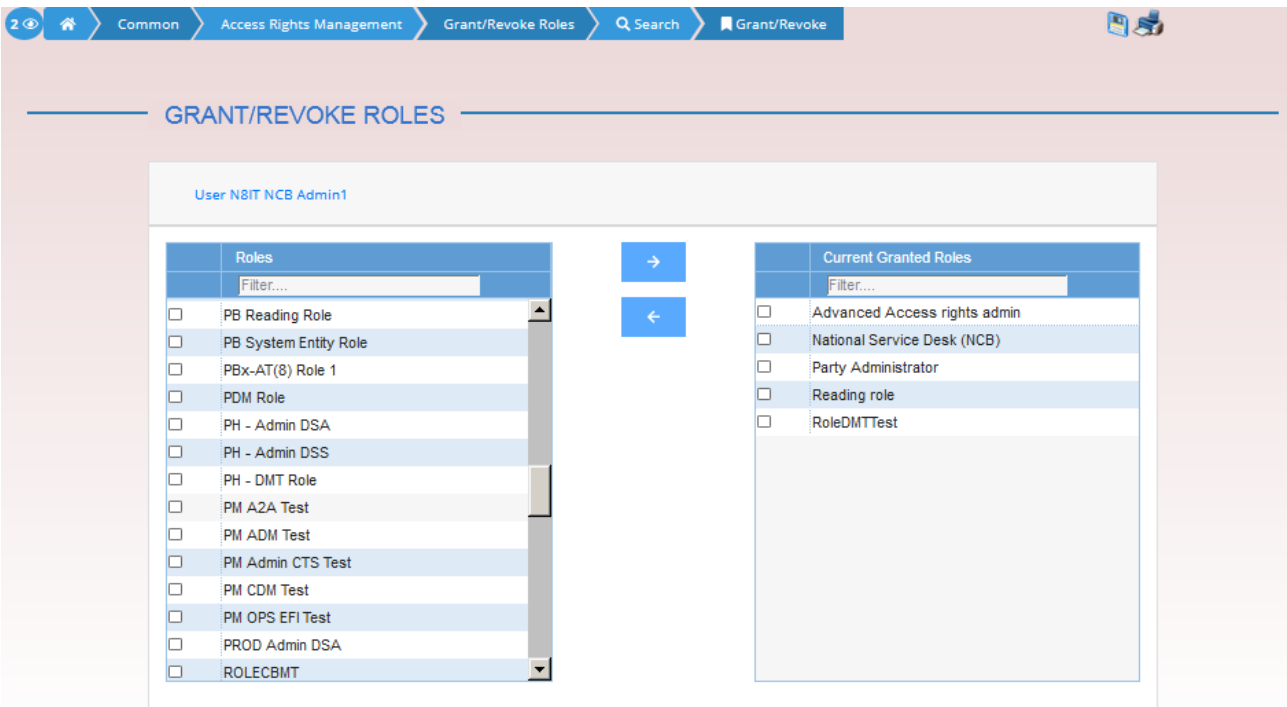 2 Common Access Rights Management Grant/Revoke Roles Search Grant/Revoke
GRANT/REVOKE ROLES
User N8IT NCB Admin1
Roles
Filter....
PB Reading Role
PB System Entity Role
PBx-AT(8) Role 1
PDM Role
PH - Admin DSA
PH - Admin DSS
PH - DMT Role
PM A2A Test
PM ADM Test
PM Admin CTS Test
PM CDM Test
PM OPS EFI Test
PROD Admin DSA
ROLECBMT
Current Granted Roles
Filter....
Advanced Access rights admin
National Service Desk (NCB)
Party Administrator
Reading role
RoleDMTTest